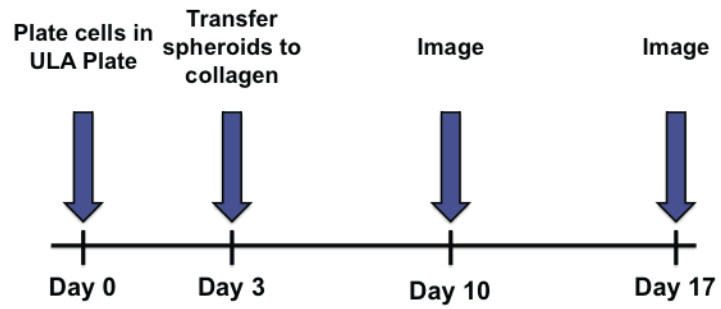 Plate cells in
ULA Plate
Transfer
spheroids to
collagen
Image
Image
Day 0
Day 3
Day 10
Day 17